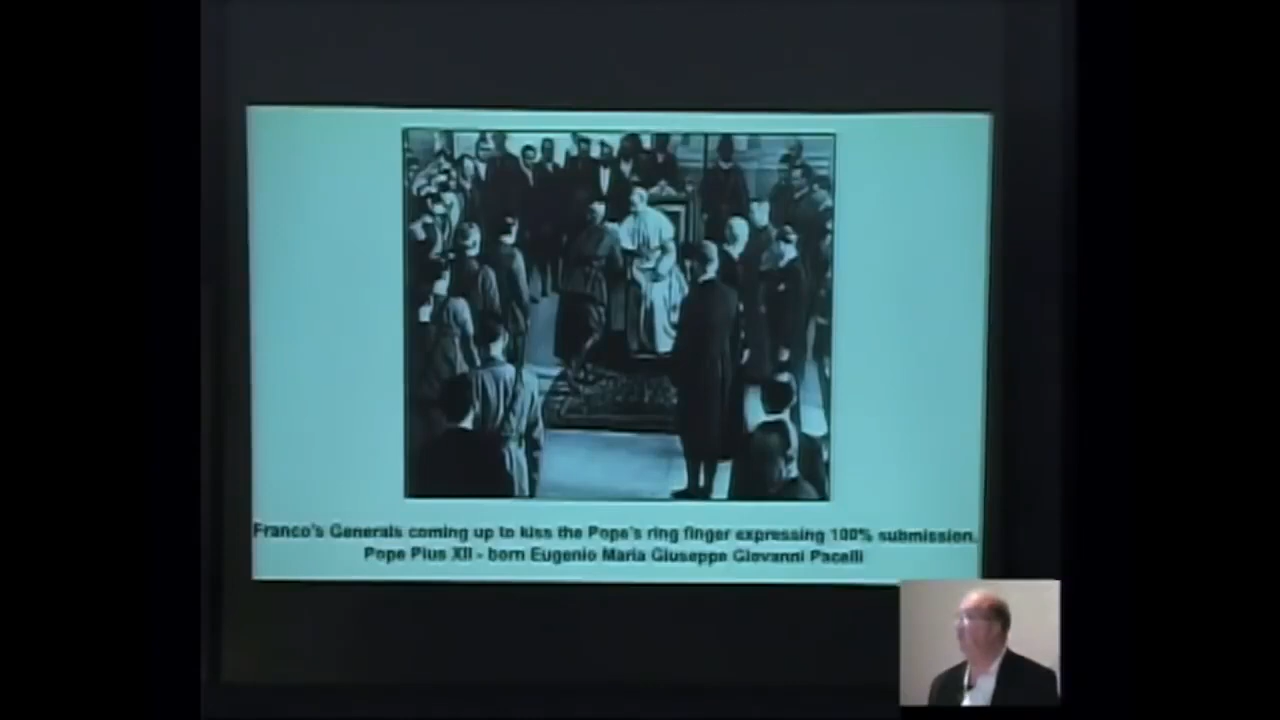 Franco's Generals coming up to kiss the Pope's ring finger expressing 100% submission.
Pope Pius XII - born Eugenio Maria Giuseppe Giovanni Pacelli